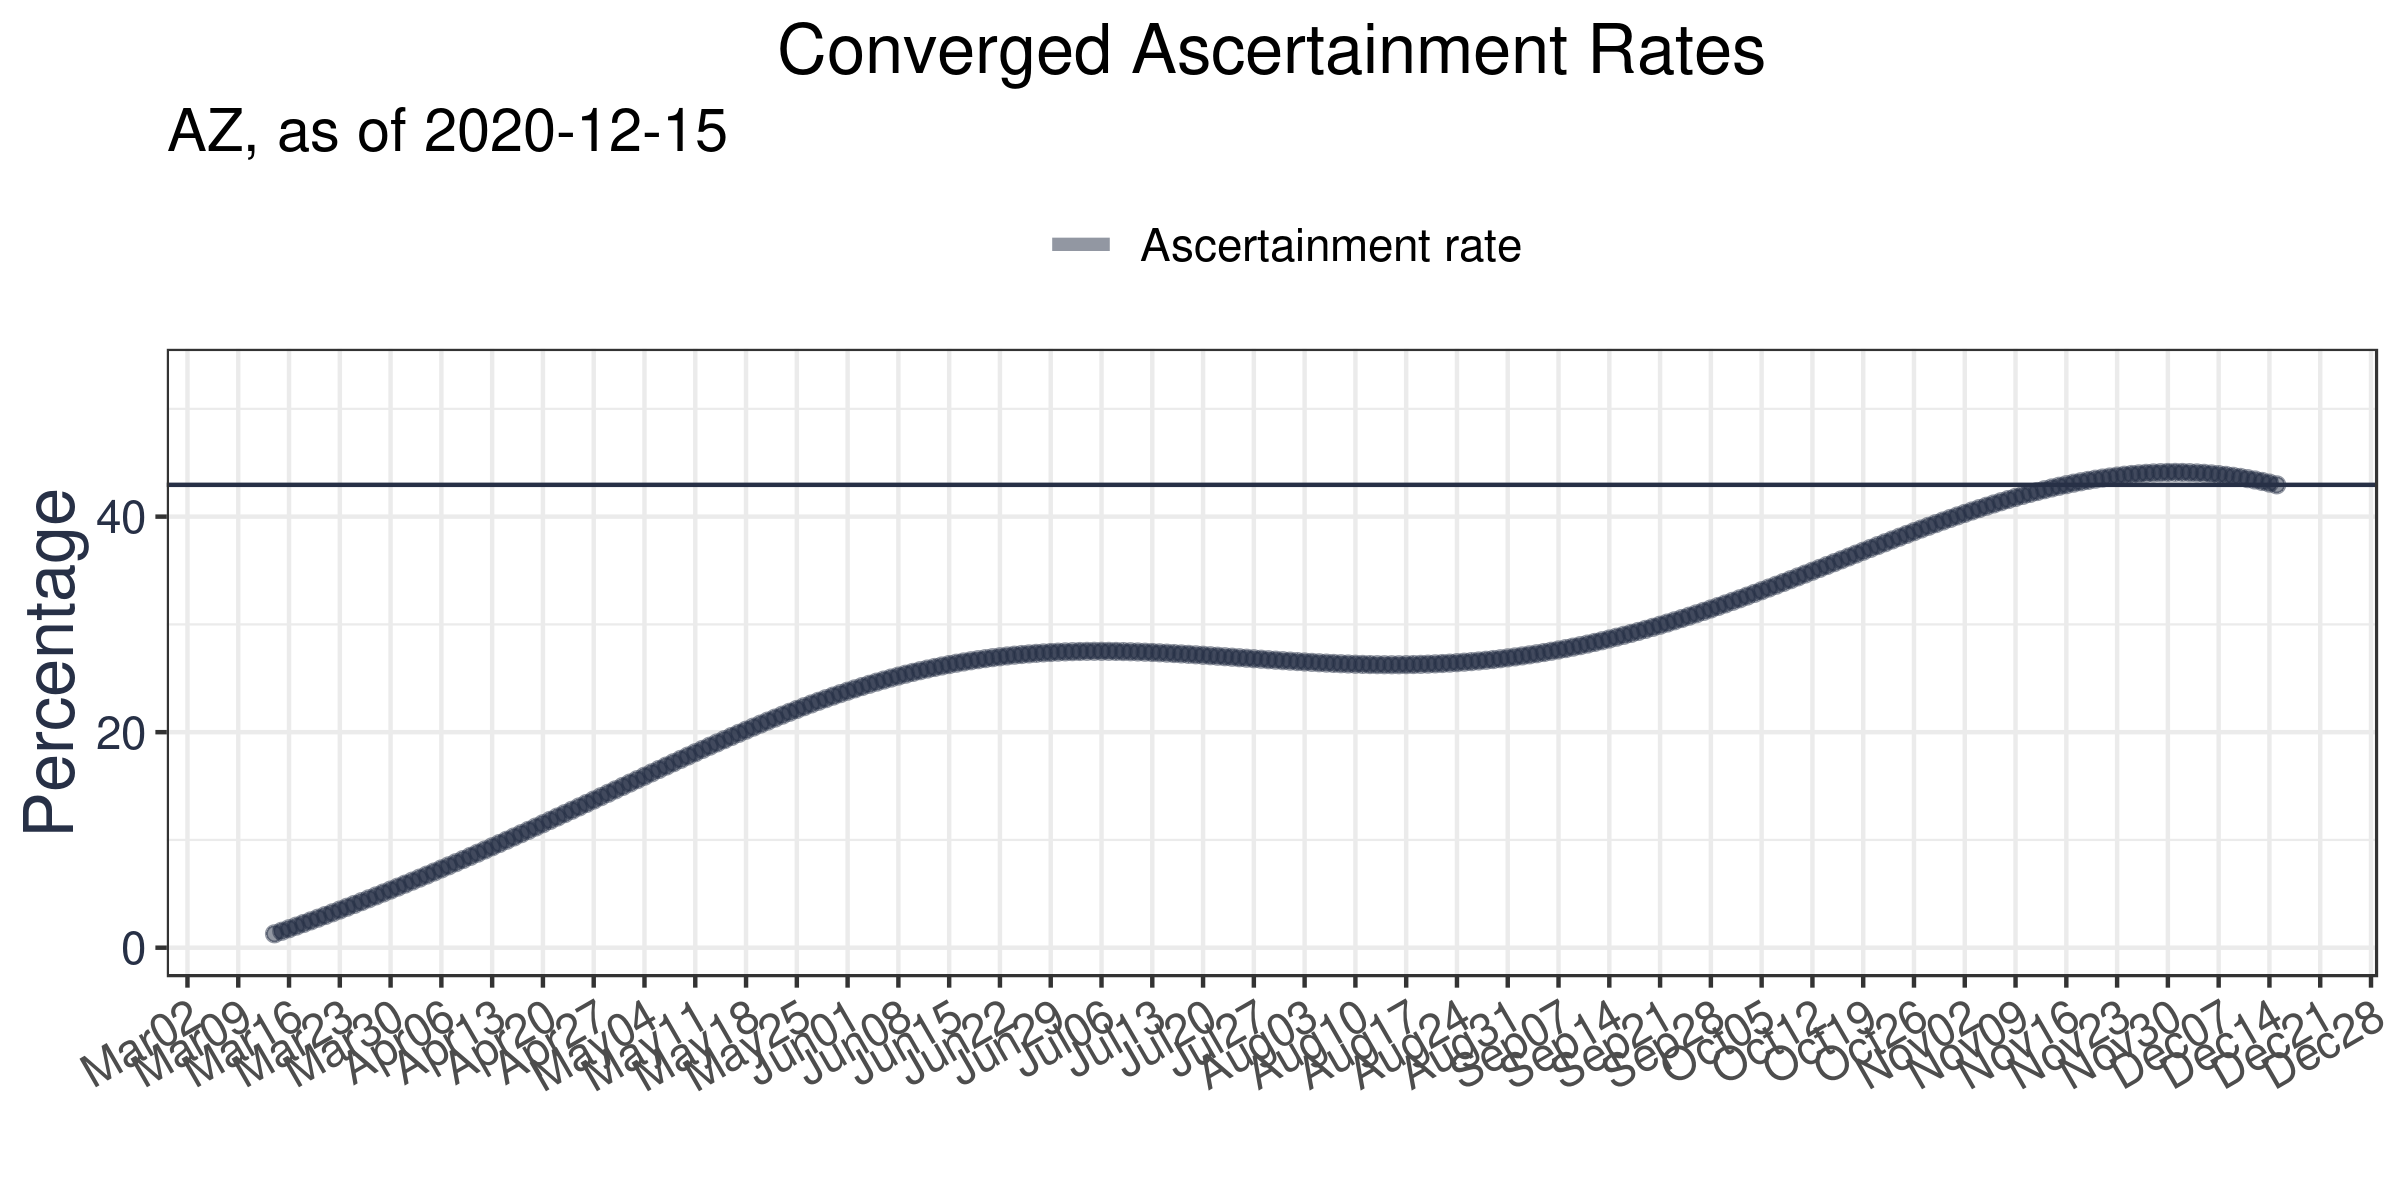 Converged Ascertainment Rates
AZ, as of 2020-12-15
Ascertainment rate
Percentage
40
20
0
Mar02
Mar09
Mar16
Mar23
Mar30
Apr06
Apr13
Apr20
Apr27
May04
May11
May18
May25
Jun01
Jun08
Jun15
Jun22
Jun29
Jul06
Jul13
Jul20
Jul27
Aug03
Aug10
Aug17
Aug24
Aug31
Sep07
Sep14
Sep21
Sep28
Oct05
Oct12
Oct19
Oct26
Nov02
Nov09
Nov16
Nov23
Nov30
Dec07
Dec14
Dec21
Dec28